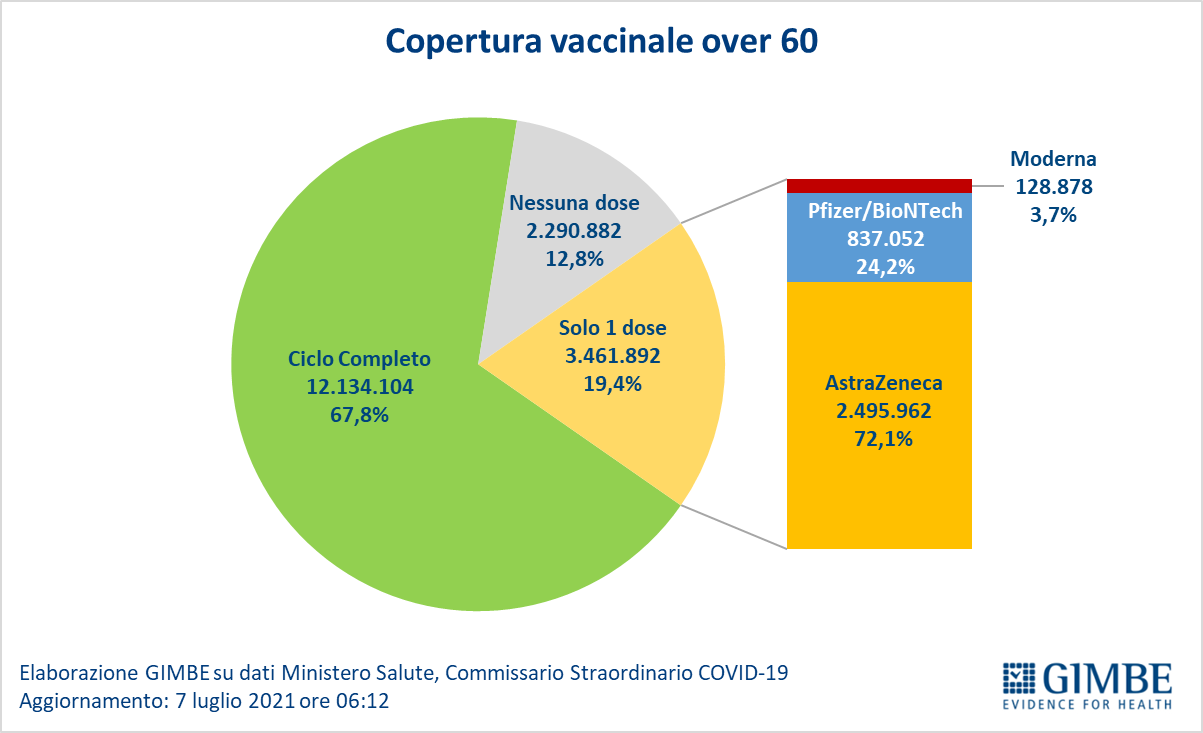 Copertura vaccinale over 60
Nessuna dose
2.290.882
12,8%
Solo 1 dose
3.461.892
19,4%
Ciclo Completo
12.134.104
67,8%
Moderna
128.878
3,7%
Pfizer/BioNTech
837.052
24,2%
AstraZeneca
2.495.962
72,1%
Elaborazione GIMBE su dati Ministero Salute, Commissario Straordinario COVID-19
Aggiornamento: 7 luglio 2021 ore 06:12
GIMBE
EVIDENCE FOR HEALTH